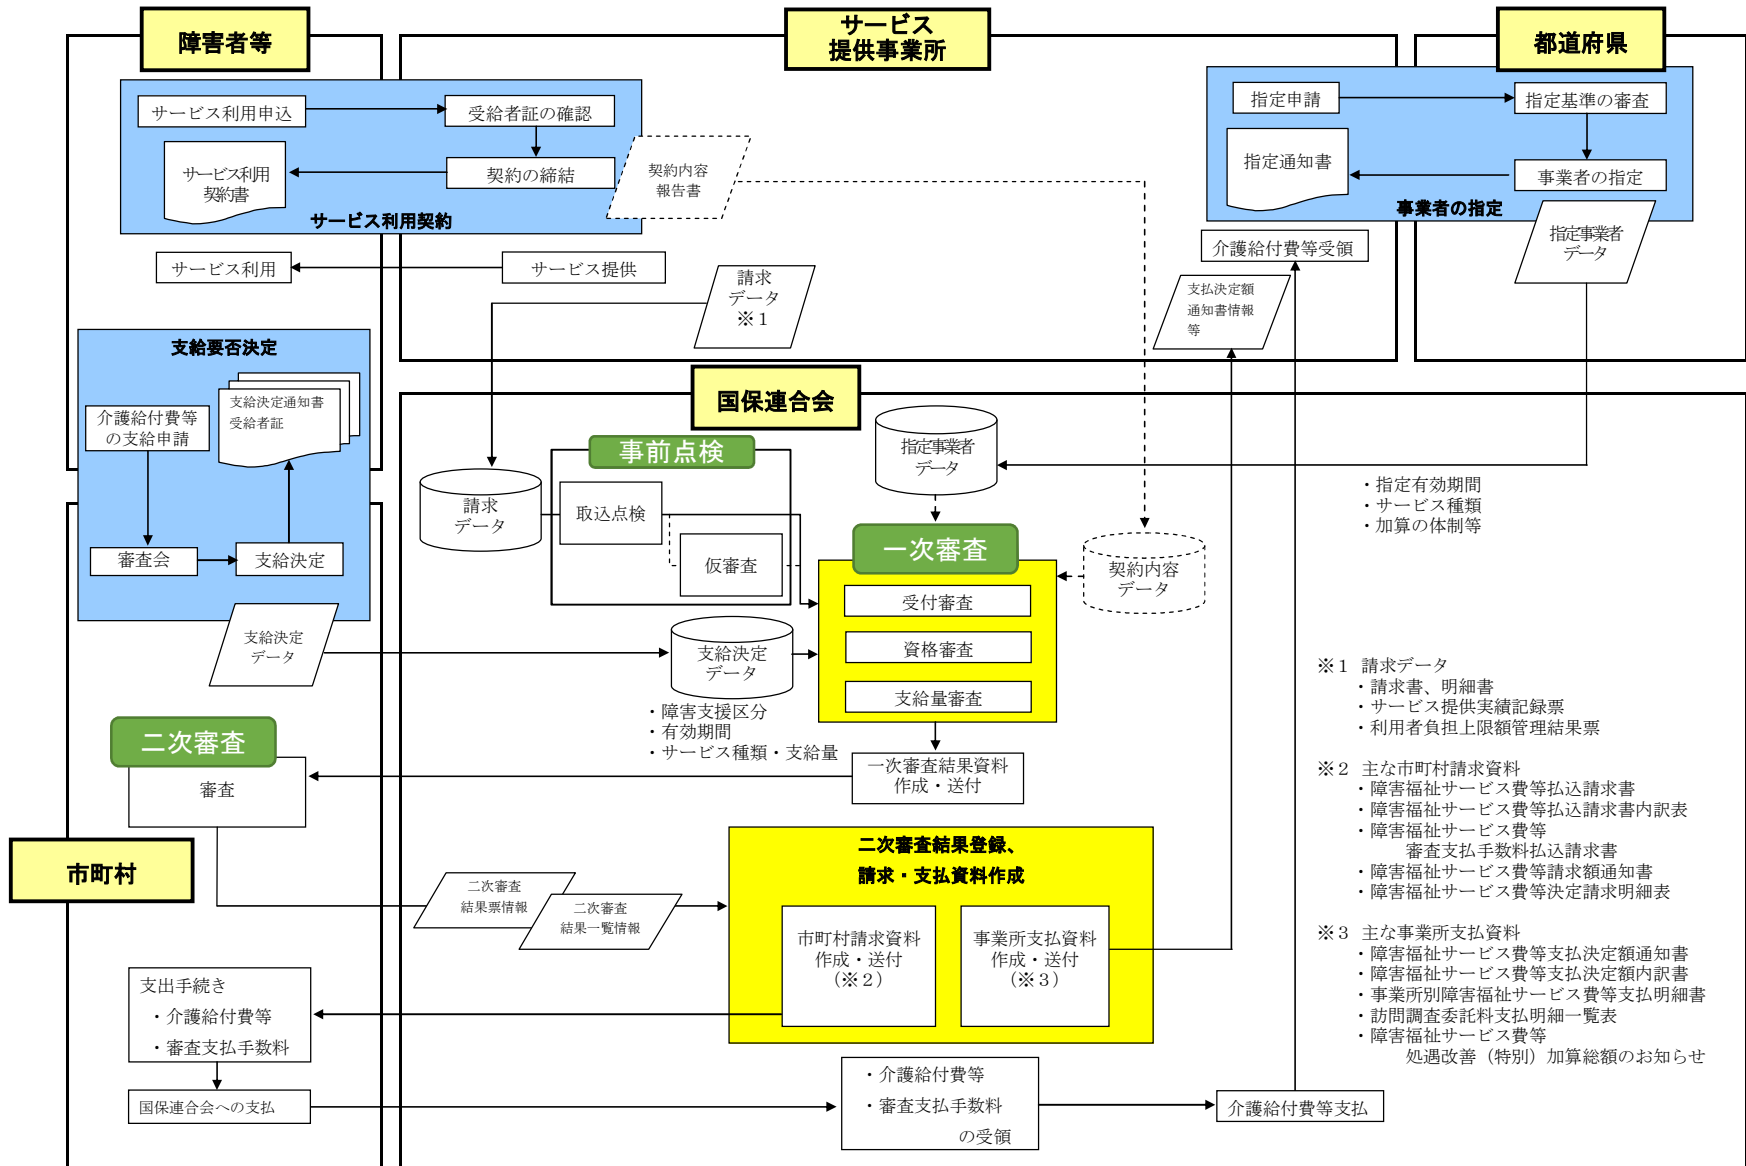 障害者等
サービス
提供事業所
都道府県
サービス利用申込
受給者証の確認
契約の締結
サービス利用
契約書
サービス利用契約
契約内容
報告書
指定申請
指定基準の審査
指定通知書
事業者の指定
事業者の指定
指定事業者
データ
サービス利用
サービス提供
請求
データ
※１
介護給付費等受領
支払決定額
通知書情報
等
支給要否決定
介護給付費等
の支給申請
支給決定通知書
受給者証
審査会
支給決定
支給決定
データ
国保連合会
事前点検
請求
データ
取込点検
仮審査
指定事業者
データ
一次審査
受付審査
資格審査
支給量審査
契約内容
データ
・指定有効期間
・サービス種類
・加算の体制等
支給決定
データ
・障害支援区分
・有効期間
・サービス種類・支給量
一次審査結果資料
作成・送付
二次審査
審査
市町村
二次審査
結果票情報
二次審査
結果一覧情報
二次審査結果登録、
請求・支払資料作成
市町村請求資料
作成・送付
（※２）
事業所支払資料
作成・送付
（※３）
支出手続き
・介護給付費等
・審査支払手数料
国保連合会への支払
・介護給付費等
・審査支払手数料
の受領
介護給付費等支払
※１ 請求データ
・請求書、明細書
・サービス提供実績記録票
・利用者負担上限額管理結果票
※２ 主な市町村請求資料
・障害福祉サービス費等払込請求書
・障害福祉サービス費等払込請求書内訳表
・障害福祉サービス費等
審査支払手数料払込請求書
・障害福祉サービス費等請求額通知書
・障害福祉サービス費等決定請求明細表
※３ 主な事業所支払資料
・障害福祉サービス費等支払決定額通知書
・障害福祉サービス費等支払決定額内訳書
・事業所別障害福祉サービス費等支払明細書
・訪問調査委託料支払明細一覧表
・障害福祉サービス費等
処遇改善（特別）加算総額のお知らせ